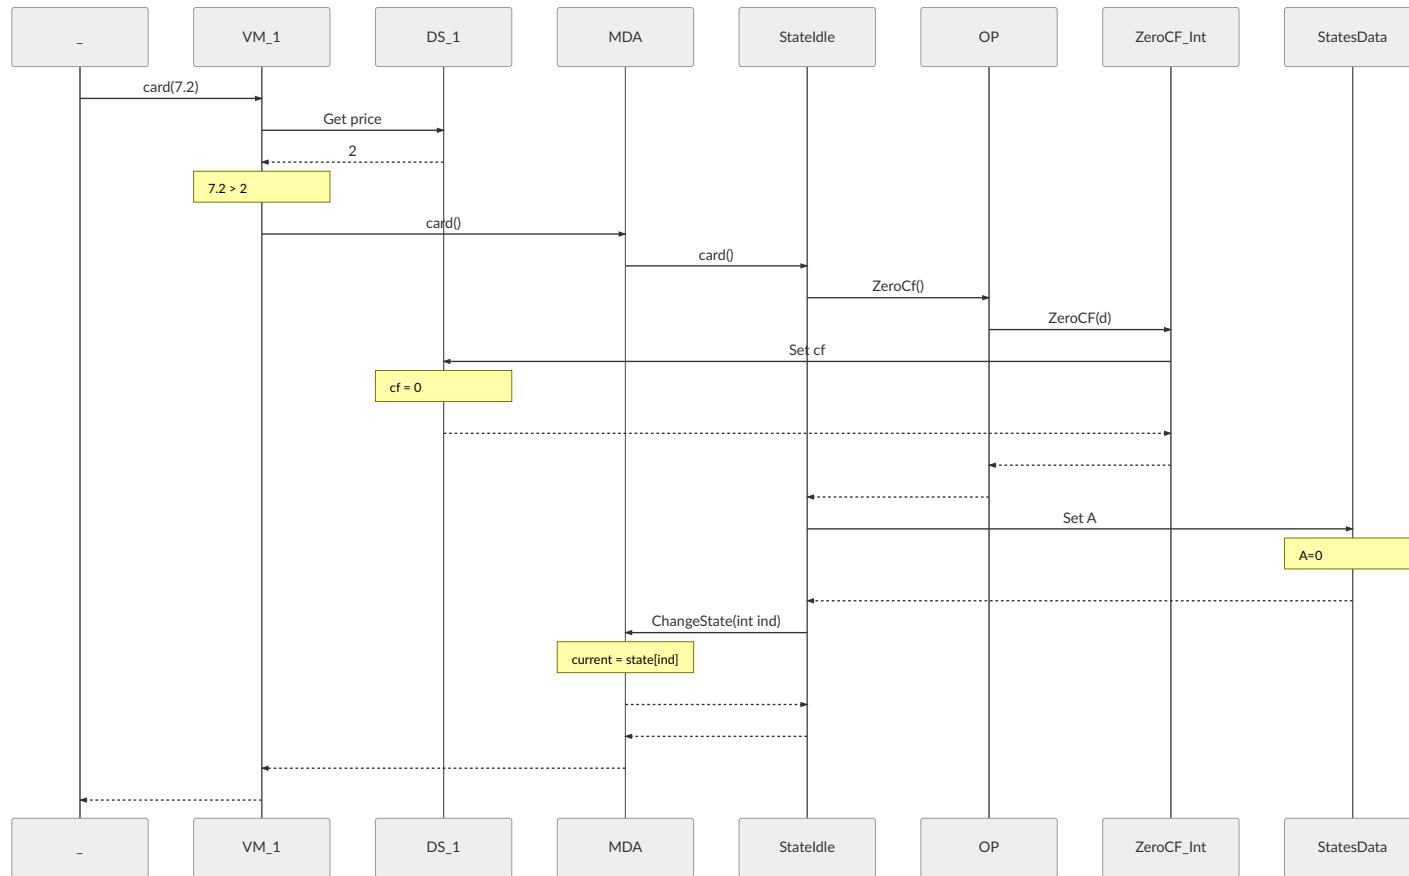 _ VM_1 DS_1 MDA StateIdle OP ZeroCF_Int StatesData
card(7.2)
Get price
2
7.2 > 2
card()
card()
ZeroCf()
ZeroCF(d)
Set cf
cf = 0
Set A
A=0
ChangeState(int ind)
current = state[ind]
_ VM_1 DS_1 MDA StateIdle OP ZeroCF_Int StatesData